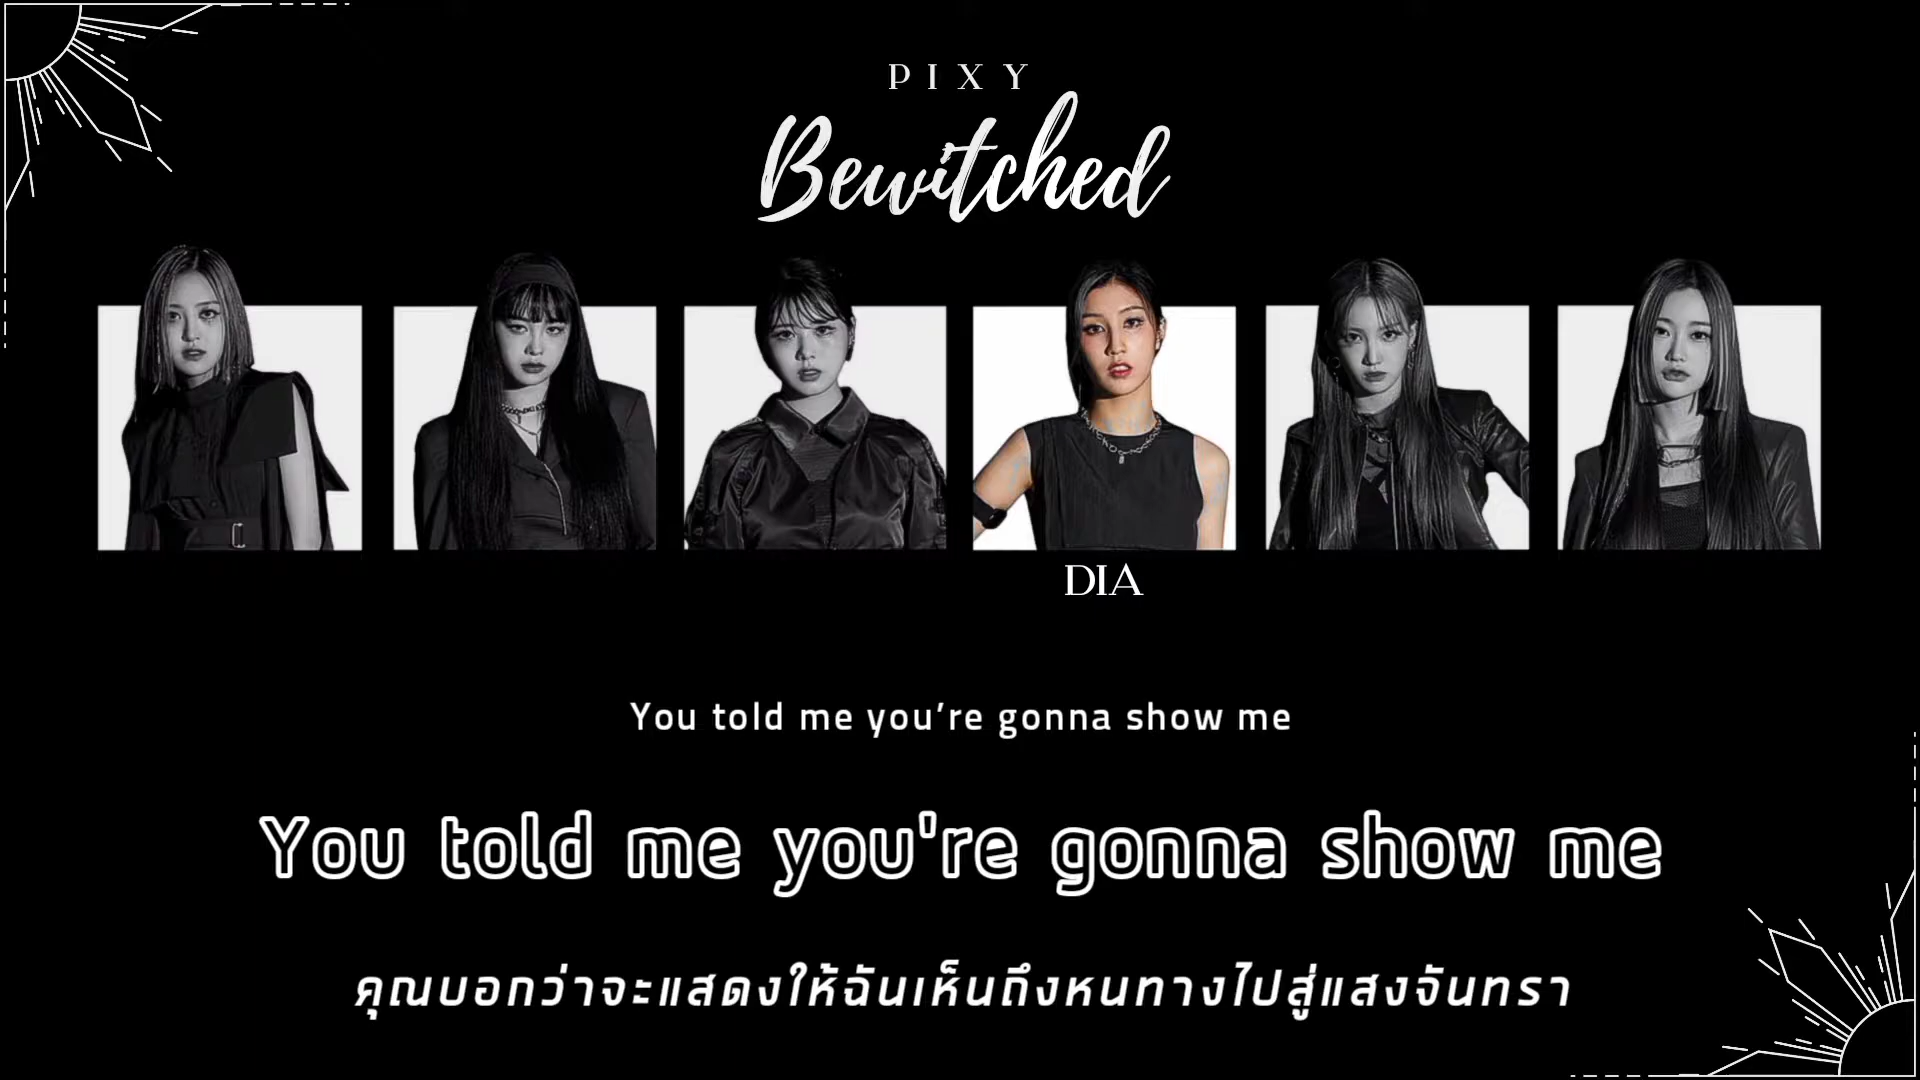 PIXY
Bewitched
DIA
You told me you’re gonna show me
You told me you're gonna show me
คุณบอกว่าจะแสดงให้ฉันเห็นถึงหนทางไปสู่แสงจันทรา